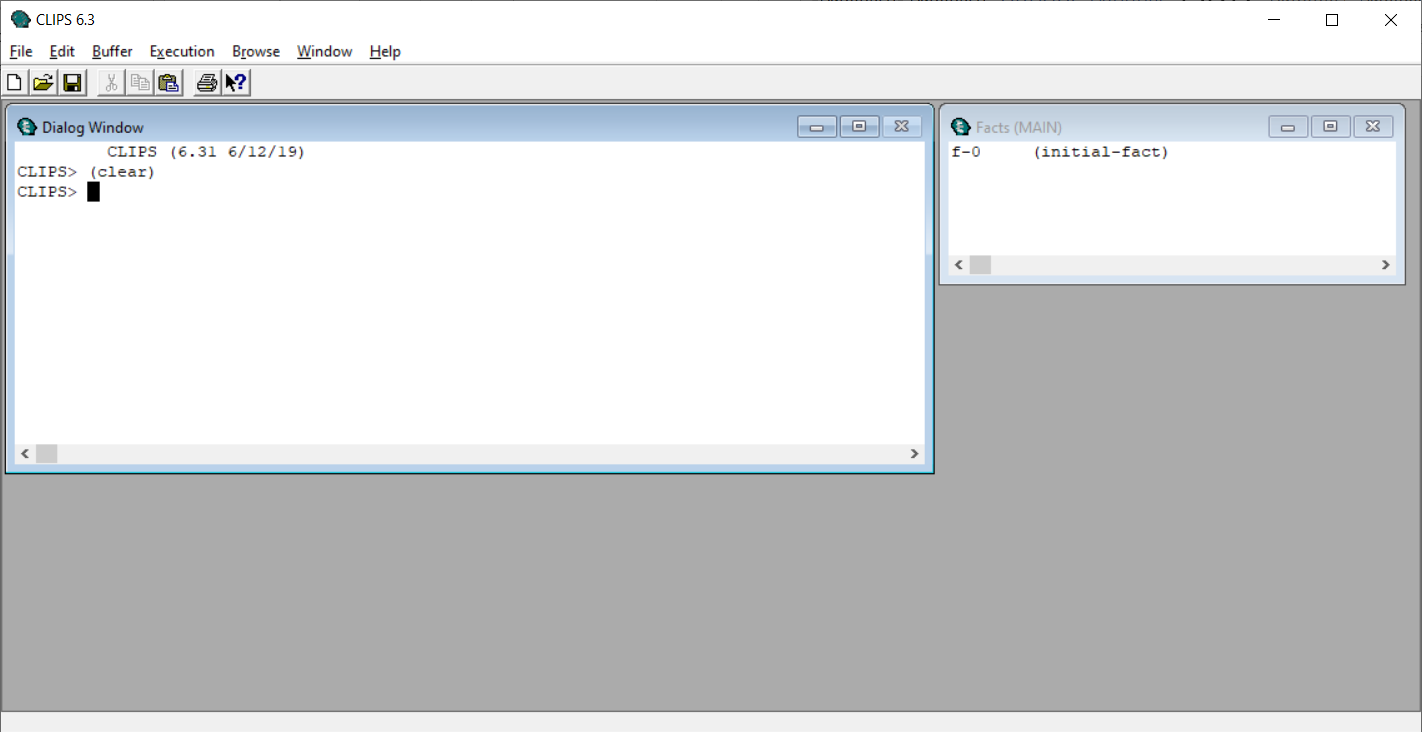 CLIPS 6.3
File Edit Buffer Execution Browse Window Help
Dialog Window
CLIPS (6.31 6/12/19)
CLIPS> (clear)
CLIPS>
Facts (MAIN)
f-0 (initial-fact)